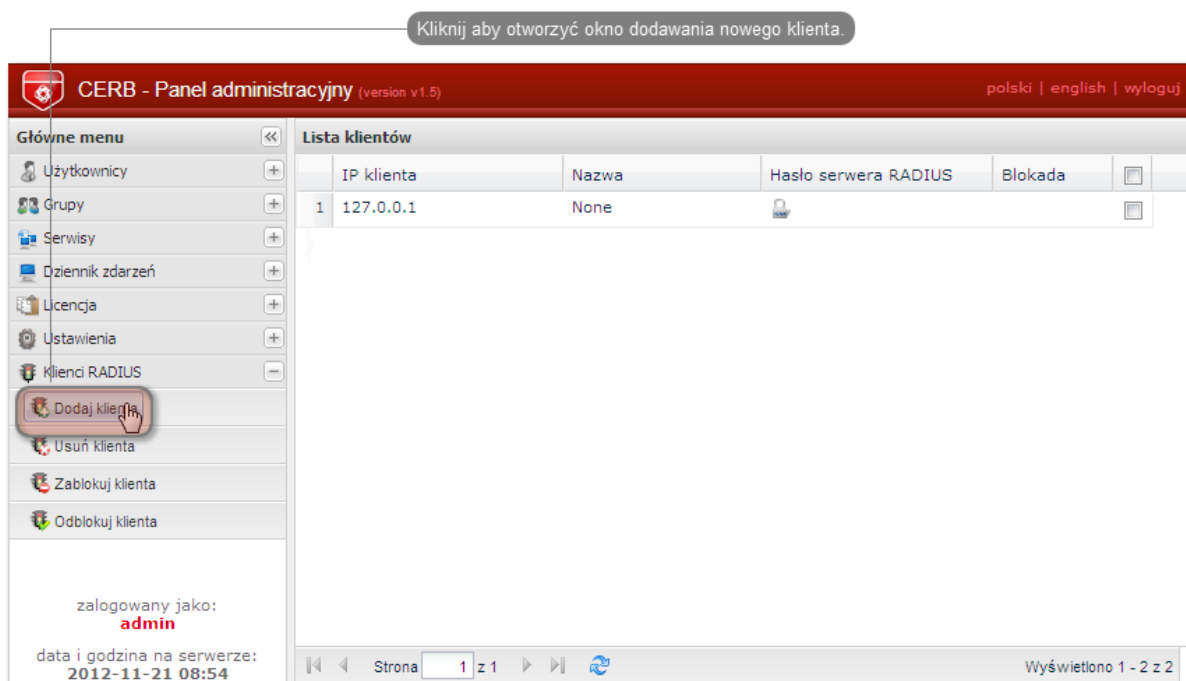 Kliknij aby otworzyć okno dodawania nowego klienta.
CERB - Panel administracyjny (version v1.5)
polski | english | wyloguj
Główne menu
Lista klientów
Użytkownicy
Grupy
Serwisy
Dziennik zdarzeń
Licencja
Ustawienia
Klienci RADIUS
Dodaj klienta
Usuń klienta
Zablokuj klienta
Odblokuj klienta
IP klienta Nazwa Hasło serwera RADIUS Blokada
1 127.0.0.1 None
zalogowany jako:
admin
data i godzina na serwerze:
2012-11-21 08:54
Strona 1 z 1
Wyświetlono 1 - 2 z 2